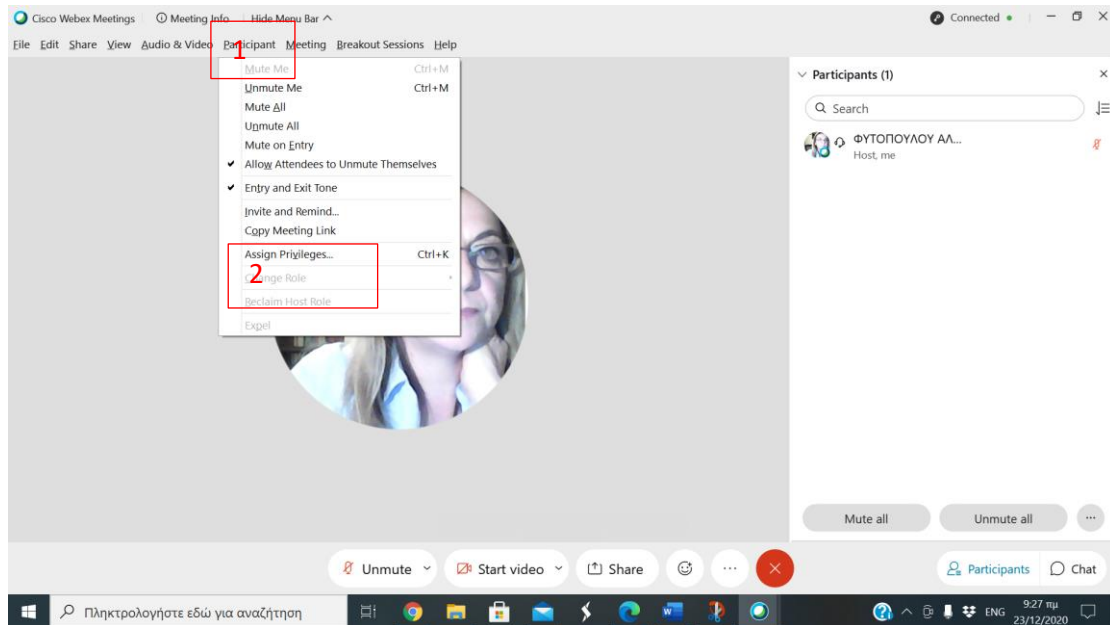 Cisco Webex Meetings Meeting Info Hide Menu Bar Connected
File Edit Share View Audio & Video Participant Meeting Breakout Sessions Help
1
Mute Me Ctrl+M
Unmute Me Ctrl+M
Mute All
Unmute All
Mute on Entry
Allow Attendees to Unmute Themselves
Entry and Exit Tone
Invite and Remind...
Copy Meeting Link
Assign Privileges... Ctrl+K
2
Change Role
Reclaim Host Role
Expel
Participants (1)
Search
ΦΥΤΟΠΟΥΛΟΥ ΑΛ...
Host, me
Mute all Unmute all
Unmute Start video Share
Participants Chat
Πληκτρολογήστε εδώ για αναζήτηση
ENG
9:27 πμ
23/12/2020